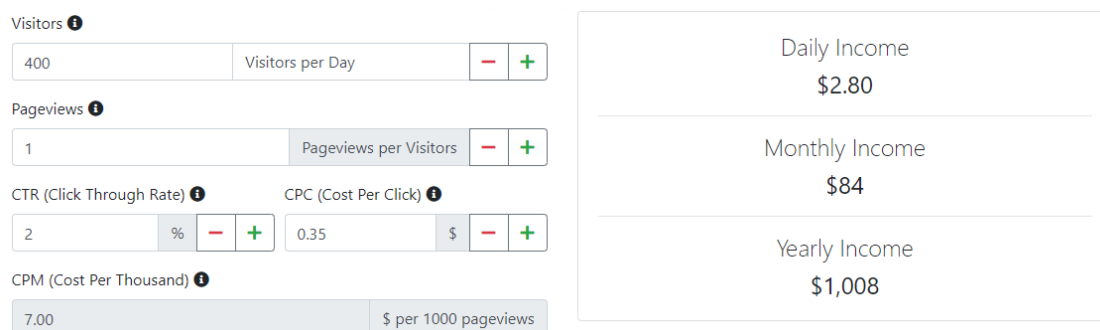 Visitors
400 Visitors per Day
Pageviews
1 Pageviews per Visitors
CTR (Click Through Rate) CPC (Cost Per Click)
2 % 0.35 $
CPM (Cost Per Thousand)
7.00 $ per 1000 pageviews
Daily Income
$2.80
Monthly Income
$84
Yearly Income
$1,008